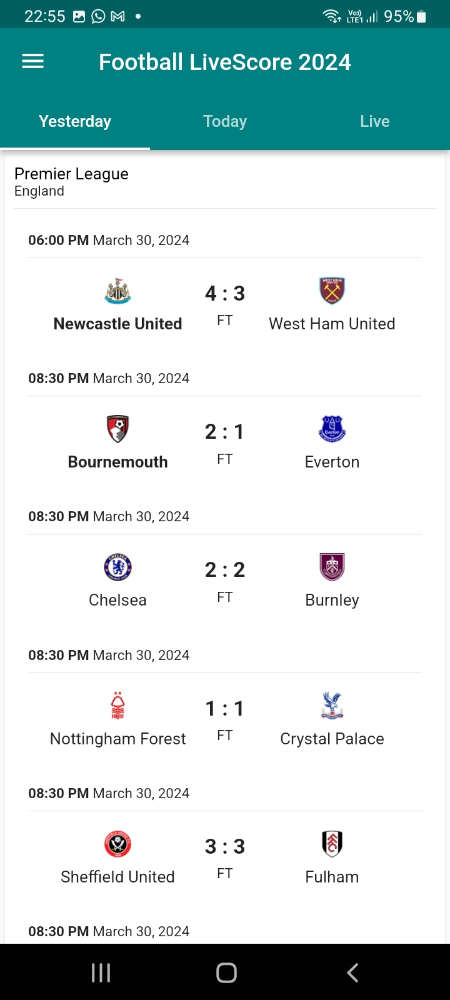 22:55
Vo)) LTE1 95%
Football LiveScore 2024
Yesterday Today Live
Premier League
England
06:00 PM March 30, 2024
4 : 3
Newcastle United FT West Ham United
08:30 PM March 30, 2024
2 : 1
Bournemouth FT Everton
08:30 PM March 30, 2024
2 : 2
Chelsea FT Burnley
08:30 PM March 30, 2024
1 : 1
Nottingham Forest FT Crystal Palace
08:30 PM March 30, 2024
3 : 3
Sheffield United FT Fulham
08:30 PM March 30, 2024